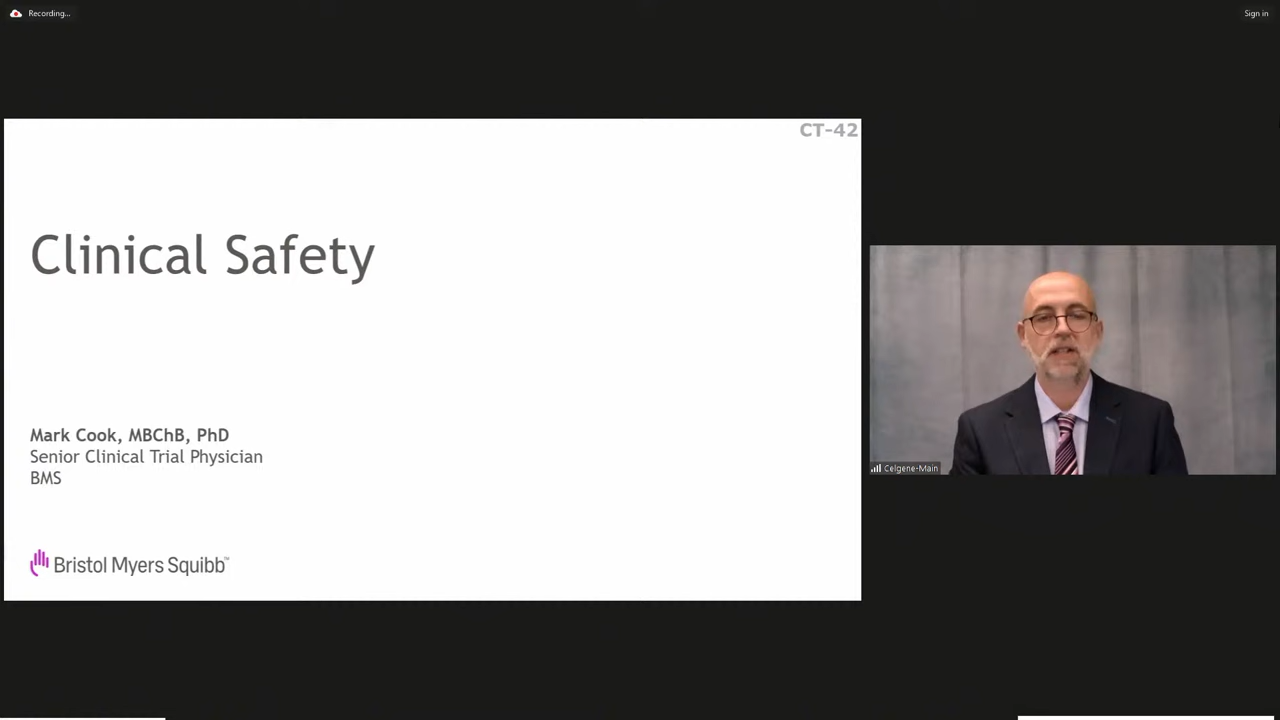 Recording...
Sign in
CT-42
Clinical Safety
Mark Cook, MBChB, PhD
Senior Clinical Trial Physician
BMS
Bristol Myers Squibb™
Celgene-Main